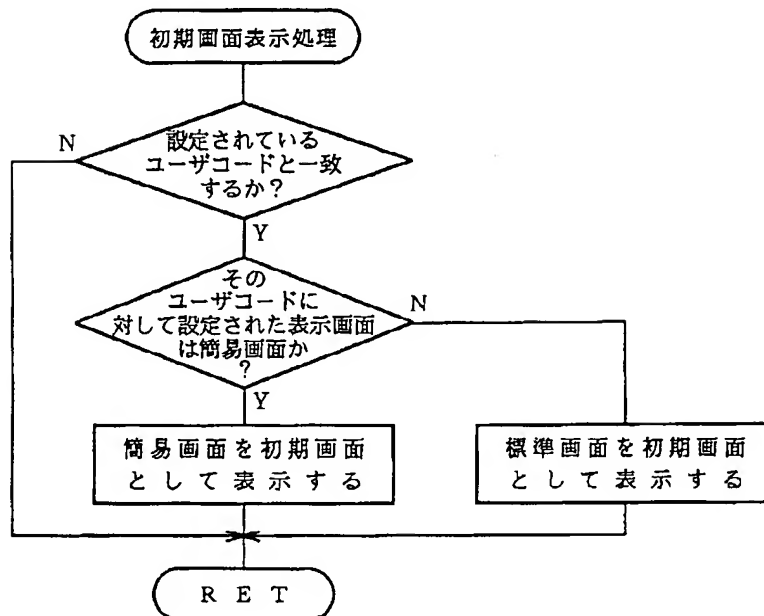 初期画面表示処理
N
設定されている
ユーザコードと一致
するか？
Y
その
ユーザコードに
対して設定された表示画面
は簡易画面か
？
N
Y
簡易画面を初期画面
として表示する
標準画面を初期画面
として表示する
RET